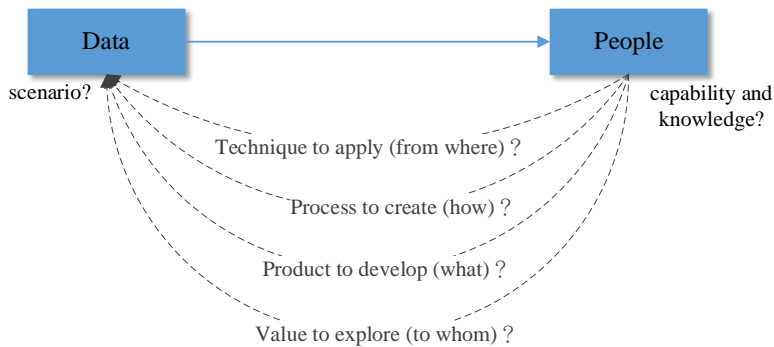 Data
People
scenario?
capability and
knowledge?
Technique to apply (from where) ?
Process to create (how) ?
Product to develop (what) ?
Value to explore (to whom) ?